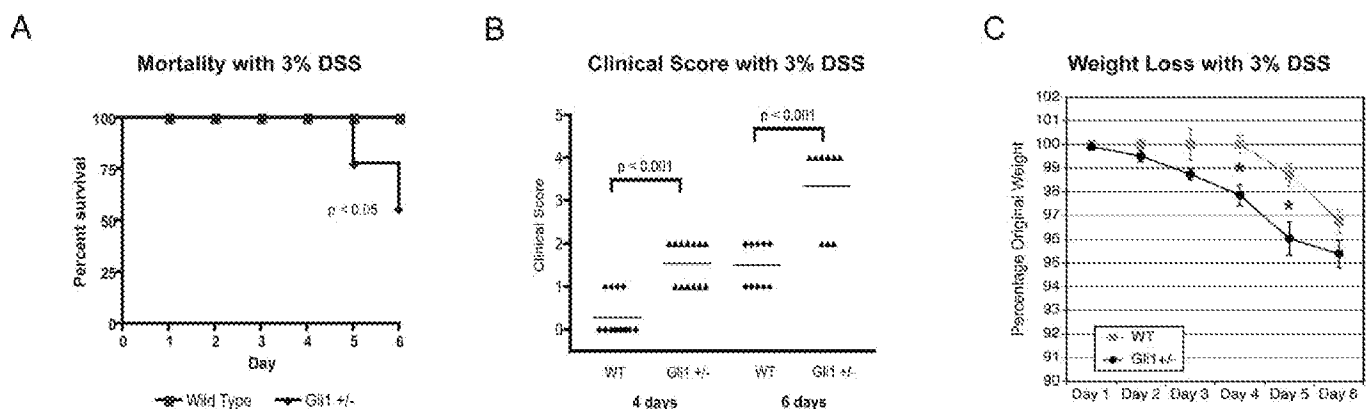 A
Mortality with 3% DSS
Percent survival
100
75
50
25
0
0 1 2 3 4 5 6
p < 0.05
Day
Wild Type Gli1 +/-
B
Clinical Score with 3% DSS
Clinical Score
5
4
3
2
1
0
p < 0.001
p < 0.001
WT Gli1 +/- WT Gli1 +/-
4 days 6 days
C
Weight Loss with 3% DSS
Percentage Original Weight
102
101
100
99
98
97
96
95
94
93
92
91
90
* *
WT
Gli1+/-
Day 1 Day 2 Day 3 Day 4 Day 5 Day 6